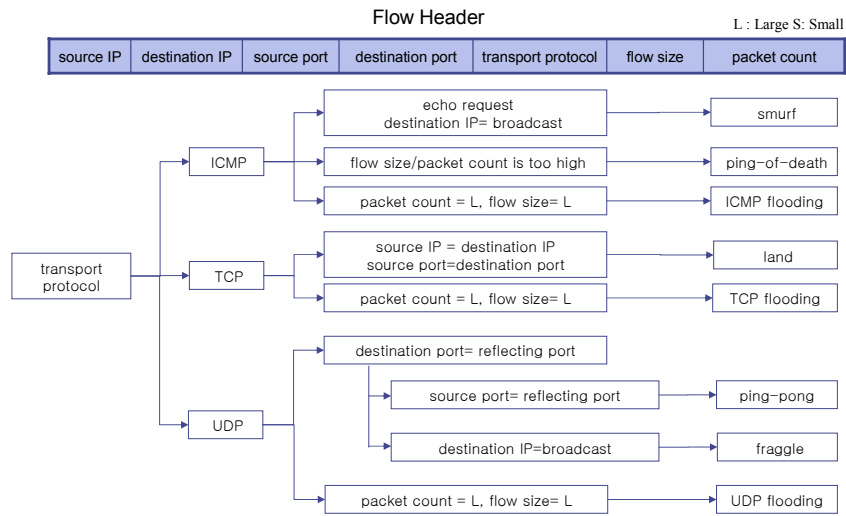 Flow Header
L : Large S: Small
source IP destination IP source port destination port transport protocol flow size packet count
echo request
destination IP= broadcast
smurf
ICMP
flow size/packet count is too high
ping-of-death
packet count = L, flow size= L
ICMP flooding
transport
protocol
TCP
source IP = destination IP
source port=destination port
land
packet count = L, flow size= L
TCP flooding
UDP
destination port= reflecting port
source port= reflecting port
ping-pong
destination IP=broadcast
fraggle
packet count = L, flow size= L
UDP flooding